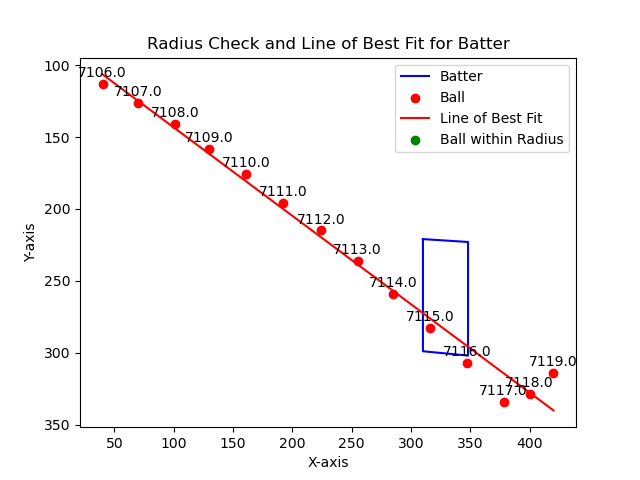 Radius Check and Line of Best Fit for Batter
Batter
Ball
Line of Best Fit
Ball within Radius
7106.0
7107.0
7108.0
7109.0
7110.0
7111.0
7112.0
7113.0
7114.0
7115.0
7116.0
7117.0
7118.0
7119.0
Y-axis
100
150
200
250
300
350
50 100 150 200 250 300 350 400
X-axis